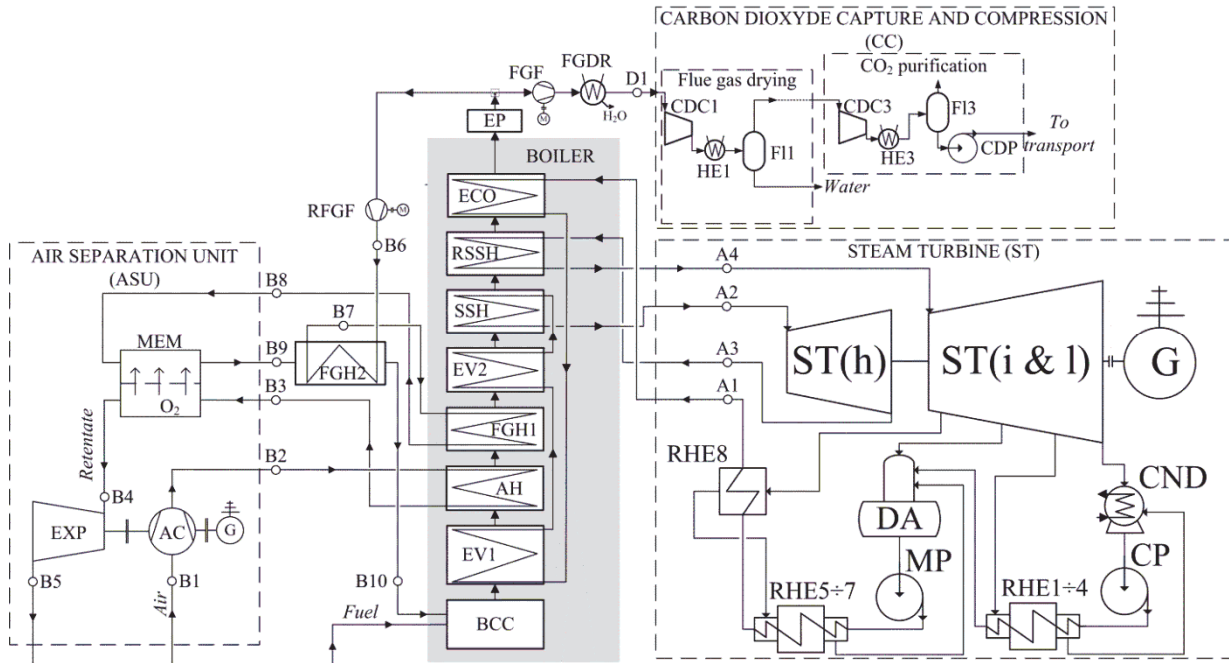 CARBON DIOXYDE CAPTURE AND COMPRESSION
(CC)
FGF
FGDR
D1
Flue gas drying
CO₂ purification
CDC1
CDC3
Fl3
H₂O
M
EP
HE1
Fl1
HE3
CDP
To
transport
BOILER
Water
ECO
RFGF
M
B6
RSSH
AIR SEPARATION UNIT
(ASU)
B8
A4
STEAM TURBINE (ST)
B7
SSH
A2
MEM
B9
FGH2
EV2
A3
ST(h)
ST(i & l)
G
B3
O₂
A1
Retentate
FGH1
B2
RHE8
AH
CND
B4
DA
EXP
AC
G
EV1
MP
CP
B5
B1
B10
RHE5÷7
RHE1÷4
Air
Fuel
BCC